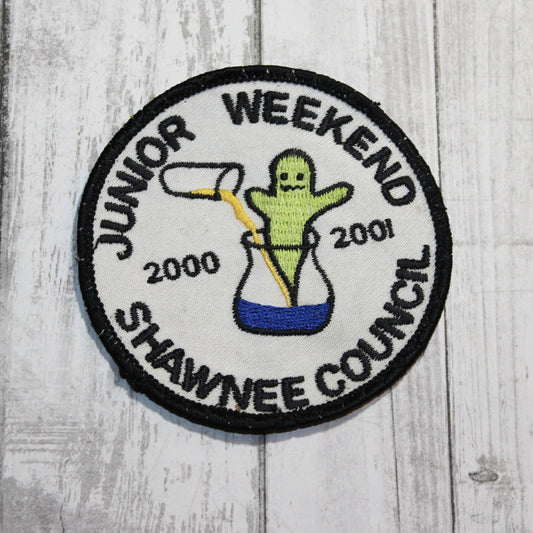 JUNIOR WEEKEND
2000 2001
SHAWNEE COUNCIL